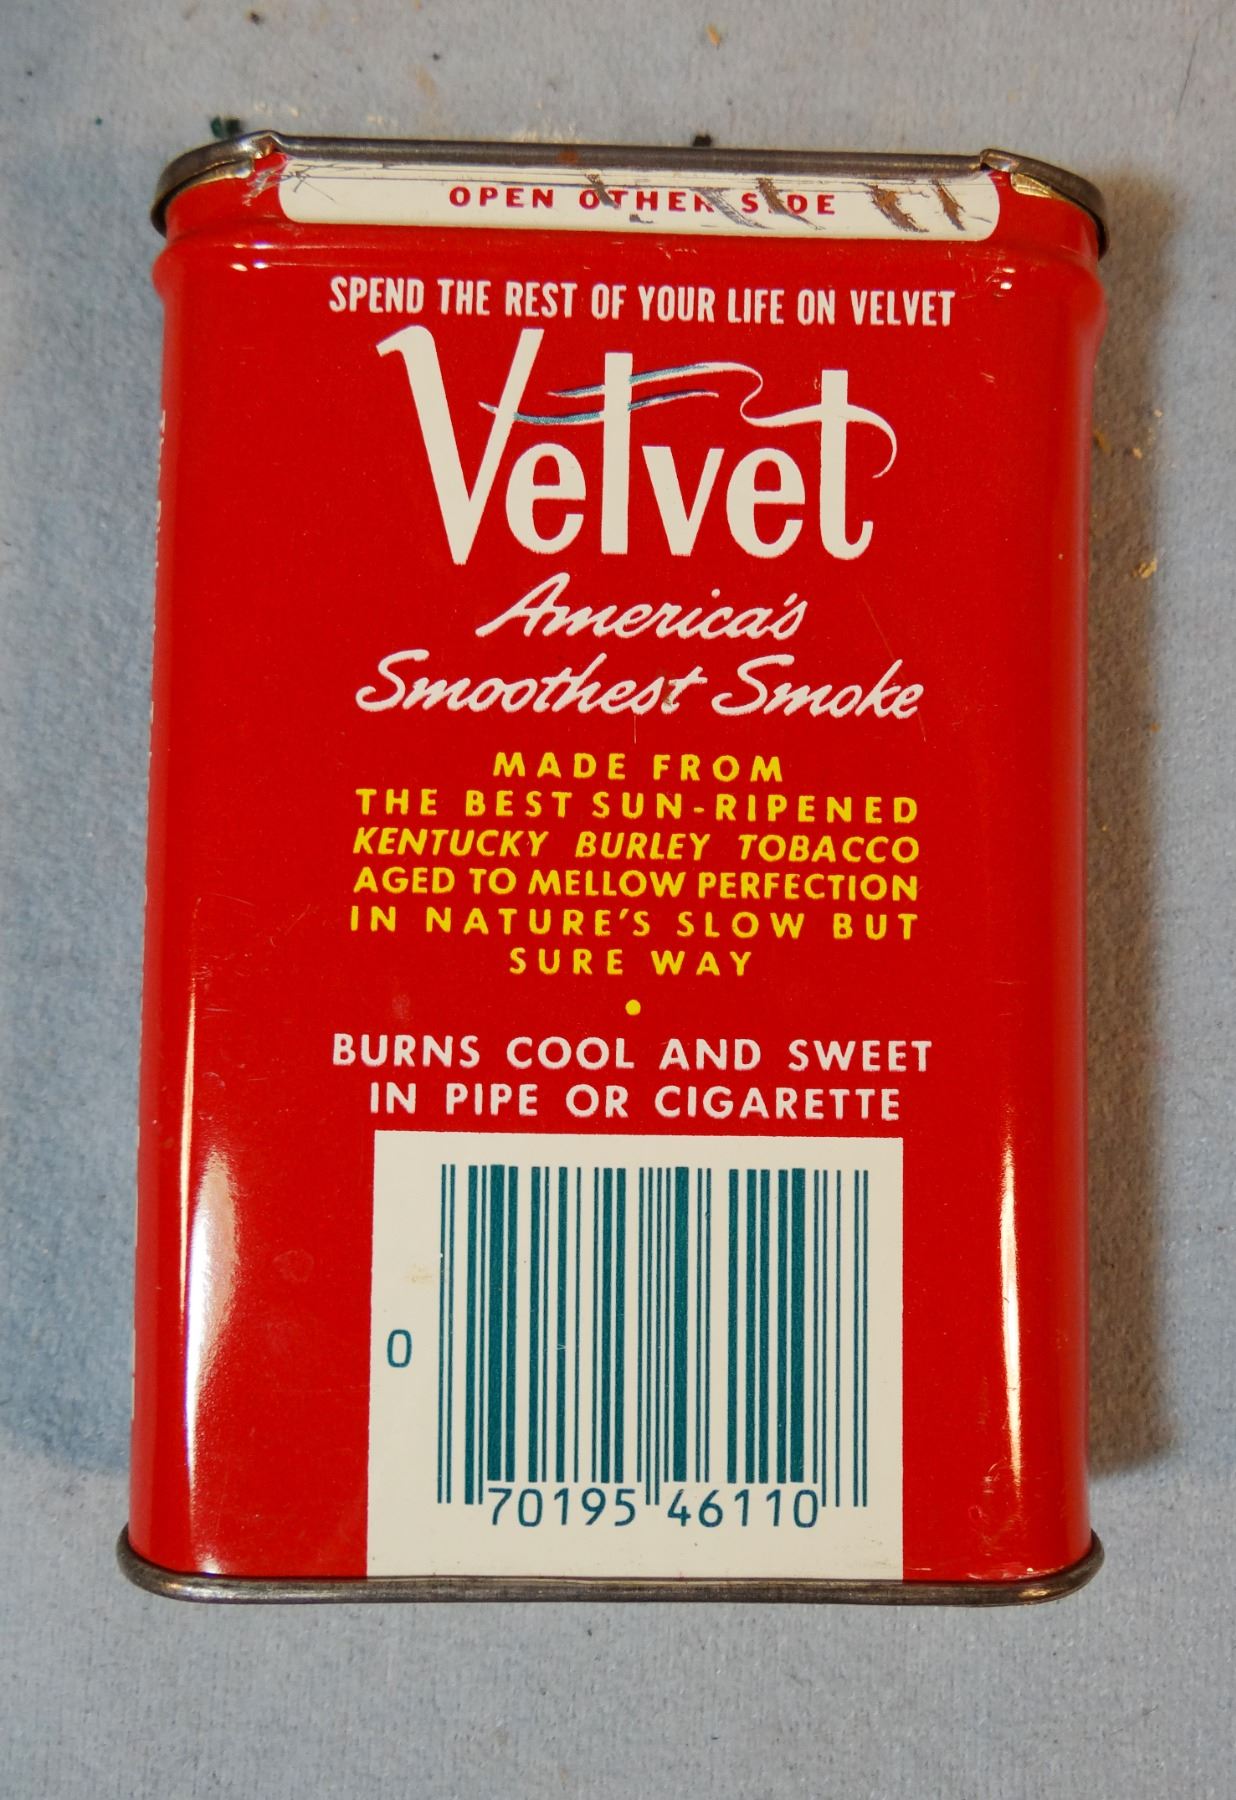 OPEN OTHER SIDE
SPEND THE REST OF YOUR LIFE ON VELVET
Velvet
America's
Smoothest Smoke
MADE FROM
THE BEST SUN-RIPENED
KENTUCKY BURLEY TOBACCO
AGED TO MELLOW PERFECTION
IN NATURE'S SLOW BUT
SURE WAY
BURNS COOL AND SWEET
IN PIPE OR CIGARETTE
0
70195 46110